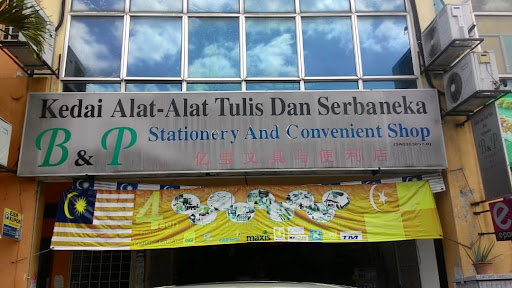 Kedai Alat-Alat Tulis Dan Serbaneka
B & P
Stationery And Convenient Shop
亿宝文具与便利店
maxis
TM